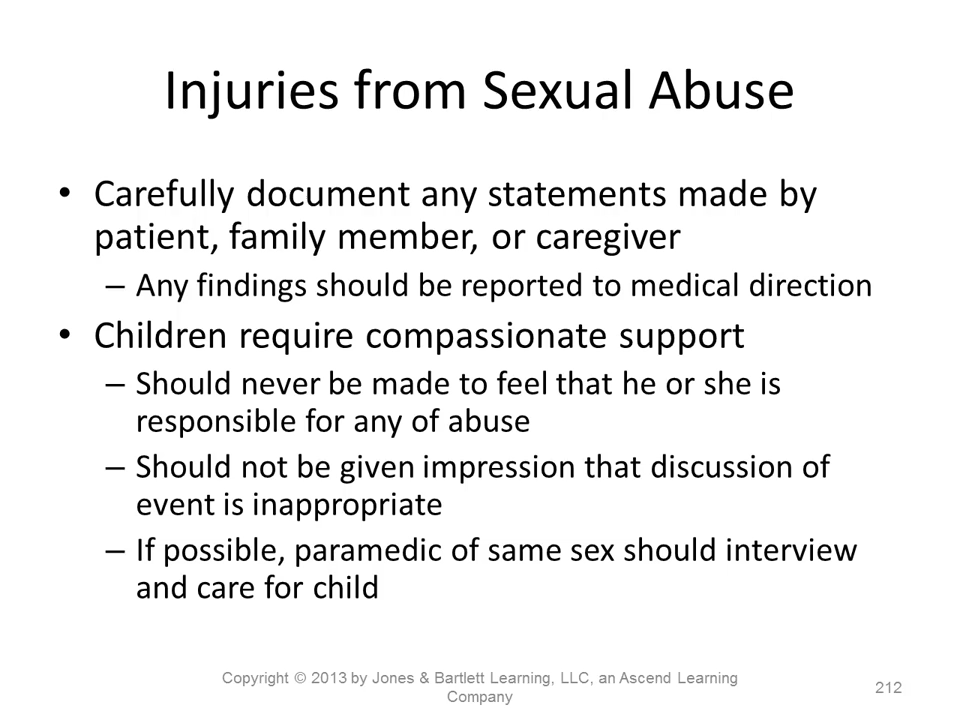 Injuries from Sexual Abuse
• Carefully document any statements made by
patient, family member, or caregiver
– Any findings should be reported to medical direction
• Children require compassionate support
– Should never be made to feel that he or she is
responsible for any of abuse
– Should not be given impression that discussion of
event is inappropriate
– If possible, paramedic of same sex should interview
and care for child
Copyright © 2013 by Jones & Bartlett Learning, LLC, an Ascend Learning
Company
212